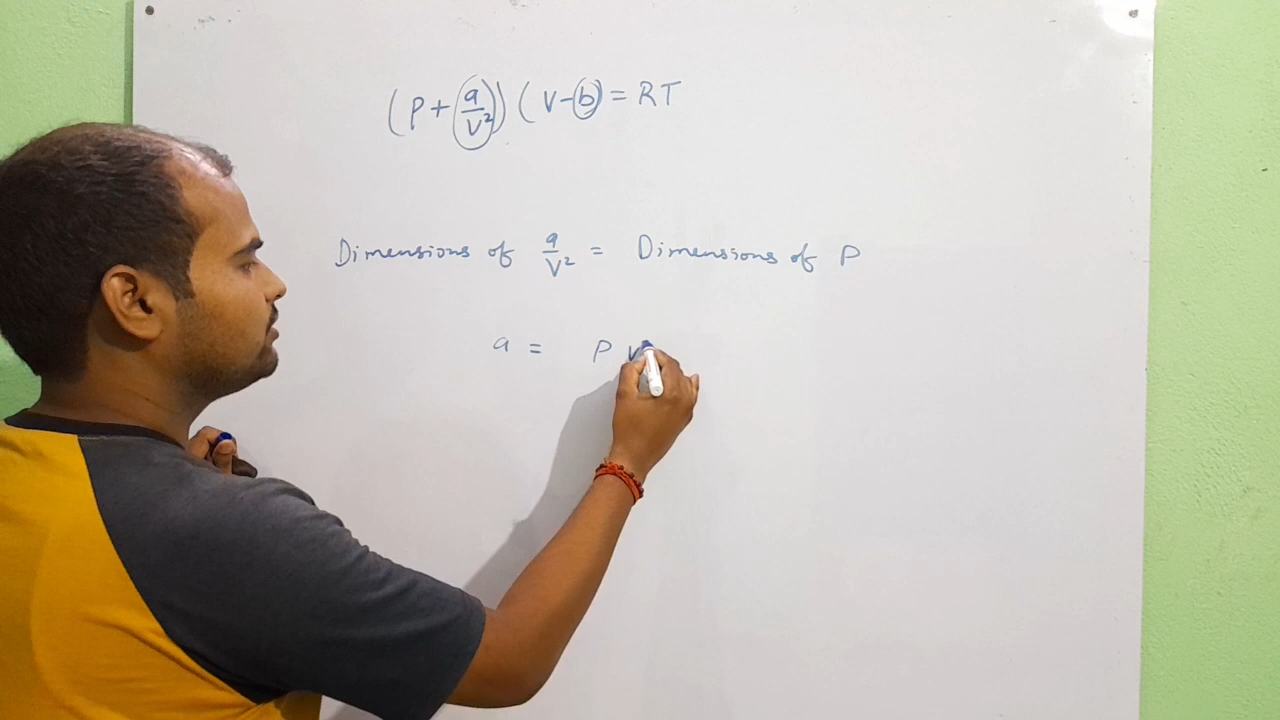 (P + a/V²) (V-b) = RT
Dimensions of a/V² = Dimensions of P
a = P V